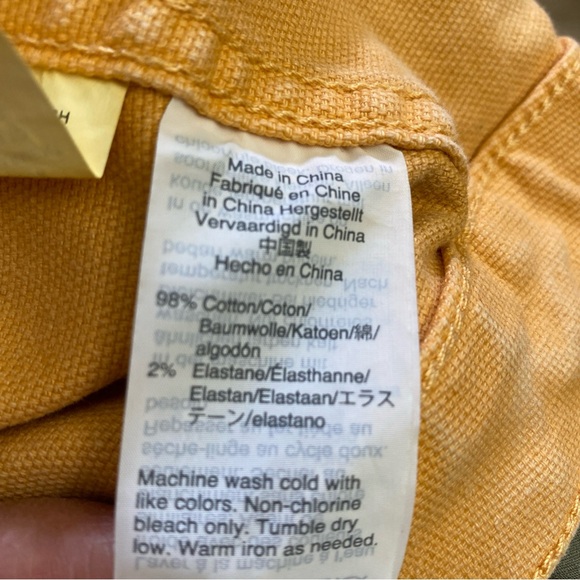 Made in China
Fabriqué en Chine
in China Hergestellt
Vervaardigd in China
中国製
Hecho en China
98% Cotton/Coton/
Baumwolle/Katoen/綿/
algodón
2% Elastane/Élasthanne/
Elastan/Elastaan/エラス
テーン/elastano
Machine wash cold with
like colors. Non-chlorine
bleach only. Tumble dry
low. Warm iron as needed.